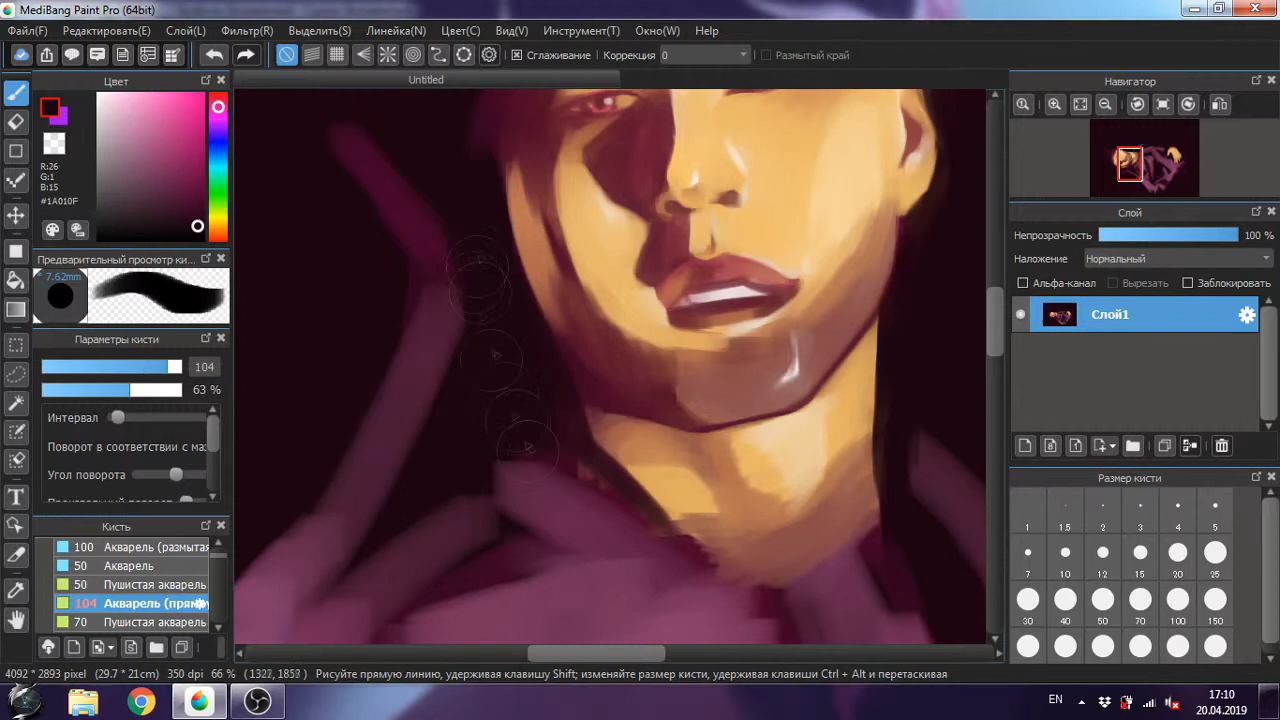 MediBang Paint Pro (64bit)
Файл(F) Редактировать(E) Слой(L) Фильтр(R) Выделить(S) Линейка(N) Цвет(C) Вид(V) Инструмент(T) Окно(W) Help
Сглаживание Коррекция 0 Размытый край
Цвет
Untitled
Навигатор
R:26
G:1
B:15
#1A010F
Слой
Непрозрачность 100 %
Наложение Нормальный
Альфа-канал Вырезать Заблокировать
Слой1
Предварительный просмотр ки...
7.62mm
Параметры кисти
104
63 %
Интервал
Поворот в соответствии с на
Угол поворота
Кисть
100 Акварель (размытая
50 Акварель
50 Пушистая акварель
104 Акварель (пряму
70 Пушистая акварель
Размер кисти
1 1.5 2 3 4 5
7 10 12 15 20 25
30 40 50 70 100 150
4092 * 2893 pixel (29.7 * 21cm) 350 dpi 66 % Рисуйте прямую линию, удерживая клавишу Shift; изменяйте размер кисти, удерживая клавиши Ctrl + Alt и перетаскивая
EN
17:10
20.04.2019